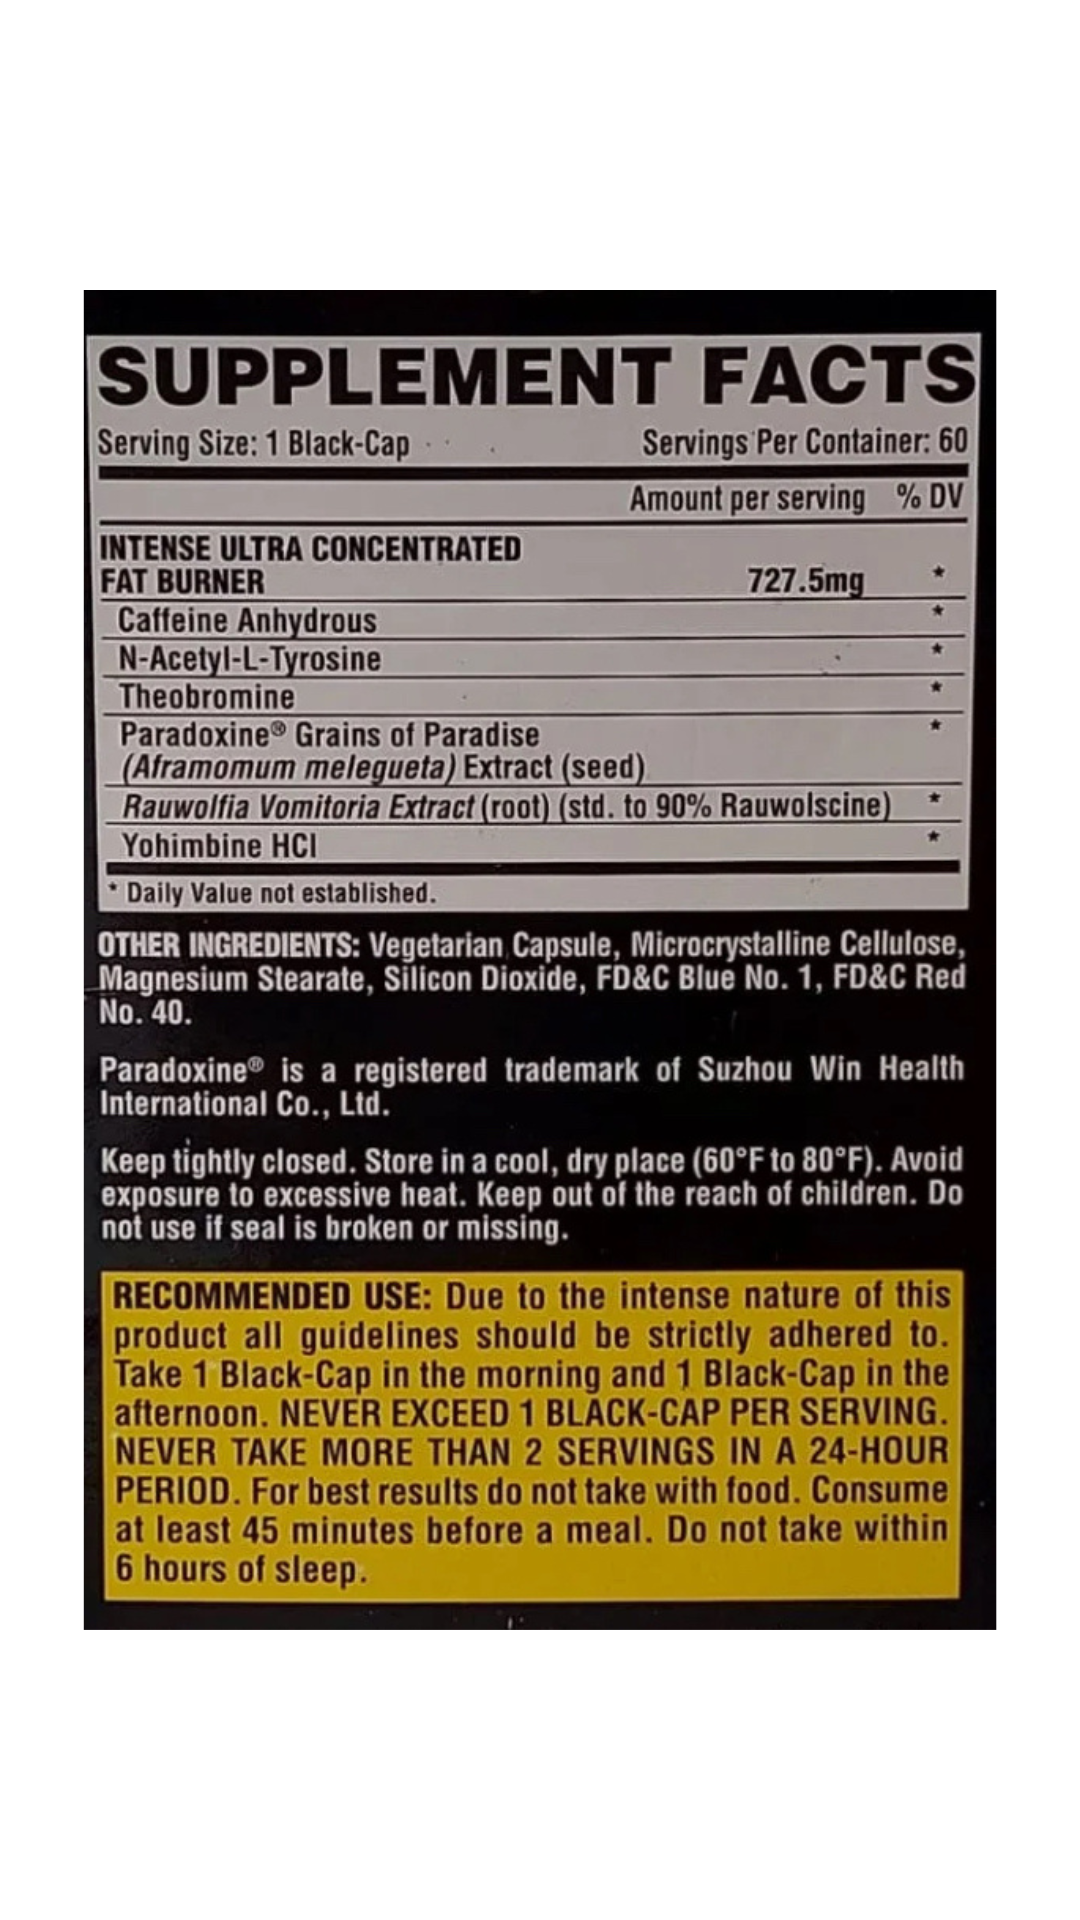 SUPPLEMENT FACTS
Serving Size: 1 Black-Cap Servings Per Container: 60
Amount per serving % DV
INTENSE ULTRA CONCENTRATED
FAT BURNER 727.5mg *
Caffeine Anhydrous *
N-Acetyl-L-Tyrosine *
Theobromine *
Paradoxine® Grains of Paradise *
(Aframomum melegueta) Extract (seed)
Rauwolfia Vomitoria Extract (root) (std. to 90% Rauwolscine) *
Yohimbine HCl *
* Daily Value not established.
OTHER INGREDIENTS: Vegetarian Capsule, Microcrystalline Cellulose,
Magnesium Stearate, Silicon Dioxide, FD&C Blue No. 1, FD&C Red
No. 40.
Paradoxine® is a registered trademark of Suzhou Win Health
International Co., Ltd.
Keep tightly closed. Store in a cool, dry place (60°F to 80°F). Avoid
exposure to excessive heat. Keep out of the reach of children. Do
not use if seal is broken or missing.
RECOMMENDED USE: Due to the intense nature of this
product all guidelines should be strictly adhered to.
Take 1 Black-Cap in the morning and 1 Black-Cap in the
afternoon. NEVER EXCEED 1 BLACK-CAP PER SERVING.
NEVER TAKE MORE THAN 2 SERVINGS IN A 24-HOUR
PERIOD. For best results do not take with food. Consume
at least 45 minutes before a meal. Do not take within
6 hours of sleep.